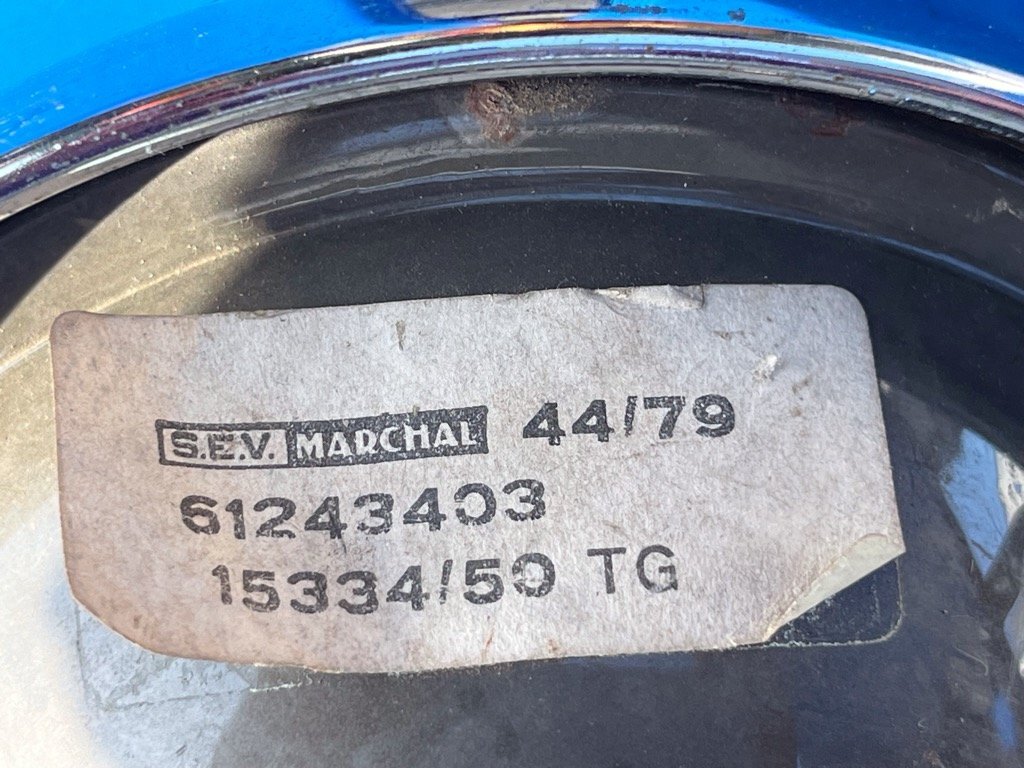 S.E.V. MARCHAL 44/79
61243403
15334/50 TG